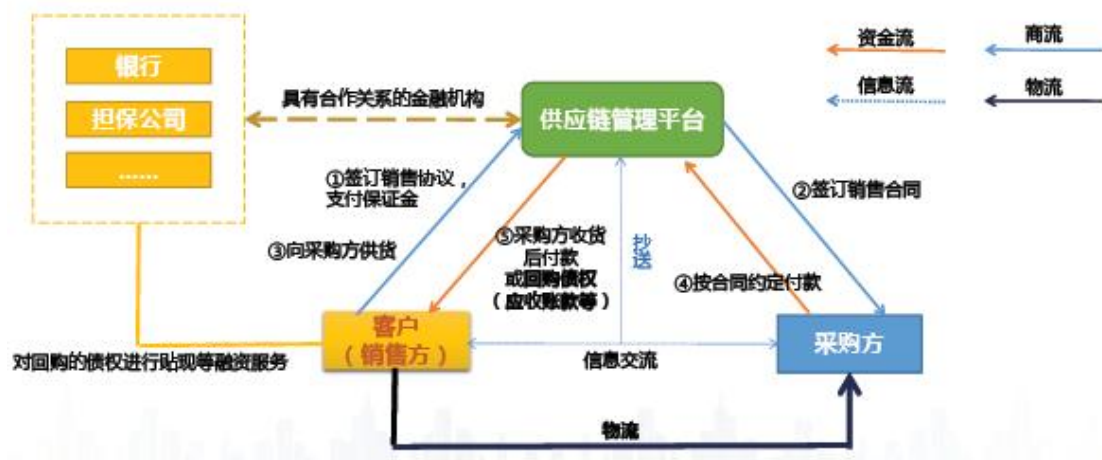 银行
担保公司
……
具有合作关系的金融机构
供应链管理平台
资金流
商流
信息流
物流
①签订销售协议，
支付保证金
②签订销售合同
③向采购方供货
⑤采购方收货
后付款
或回购债权
（应收账款等）
抄送
④按合同约定付款
客户
（销售方）
采购方
信息交流
对回购的债权进行贴现等融资服务
物流